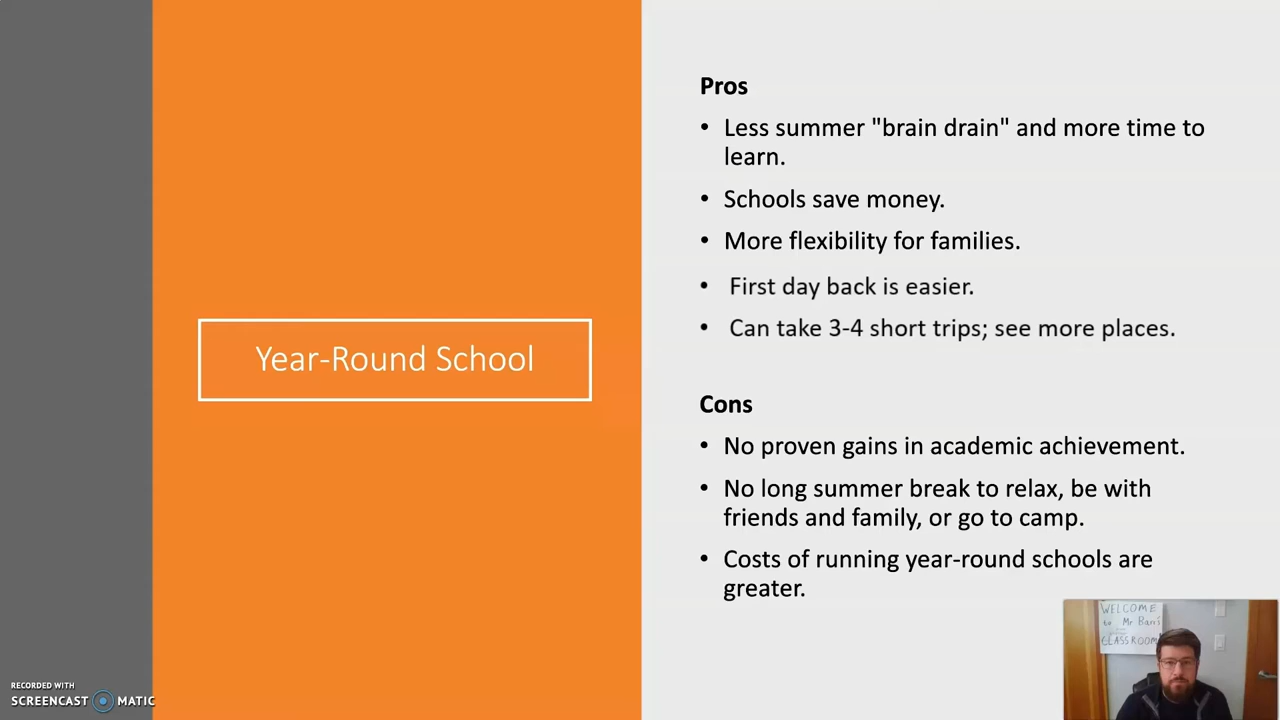 Pros
• Less summer "brain drain" and more time to
learn.
• Schools save money.
• More flexibility for families.
• First day back is easier.
• Can take 3-4 short trips; see more places.
Year-Round School
Cons
• No proven gains in academic achievement.
• No long summer break to relax, be with
friends and family, or go to camp.
• Costs of running year-round schools are
greater.
WELCOME
to Mr
CLASSROOM
RECORDED WITH
SCREENCAST MATIC